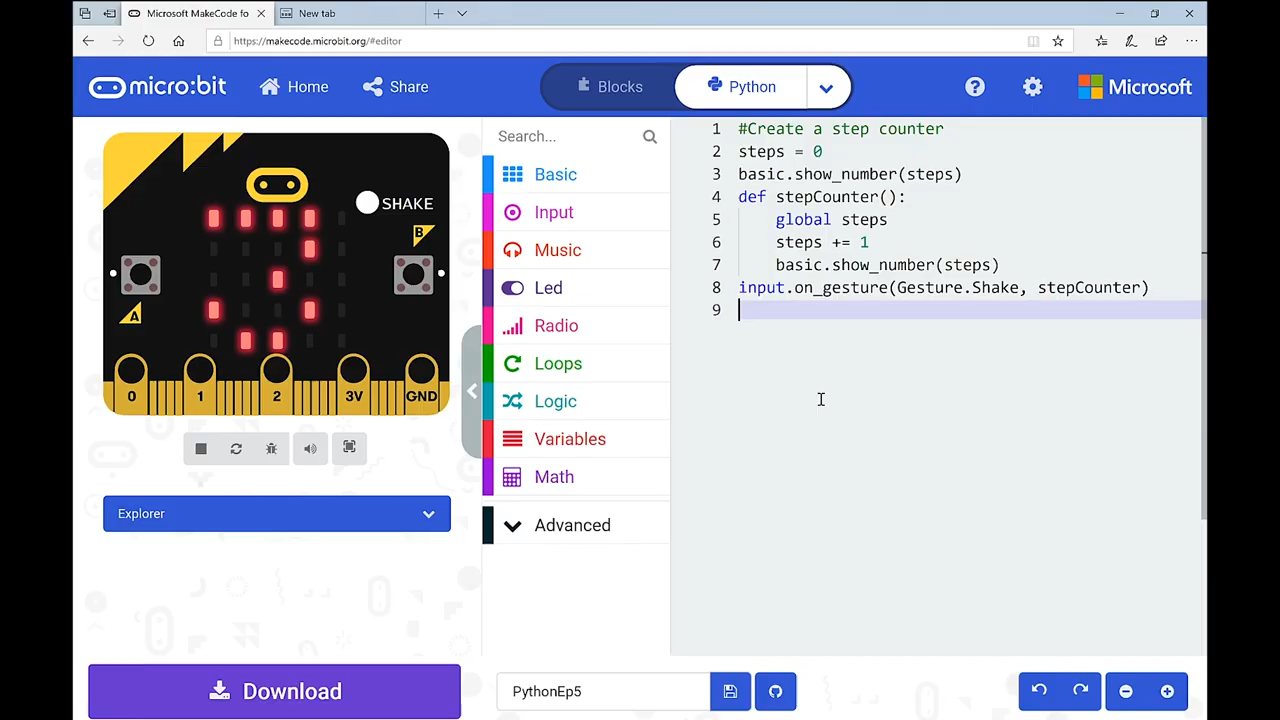 Microsoft MakeCode fo
New tab
https://makecode.microbit.org/#editor
micro:bit
Home
Share
Blocks
Python
Microsoft
SHAKE
B
A
0 1 2 3V GND
Explorer
Download
Search...
Basic
Input
Music
Led
Radio
Loops
Logic
Variables
Math
Advanced
1 #Create a step counter
2 steps = 0
3 basic.show_number(steps)
4 def stepCounter():
5 global steps
6 steps += 1
7 basic.show_number(steps)
8 input.on_gesture(Gesture.Shake, stepCounter)
9
PythonEp5